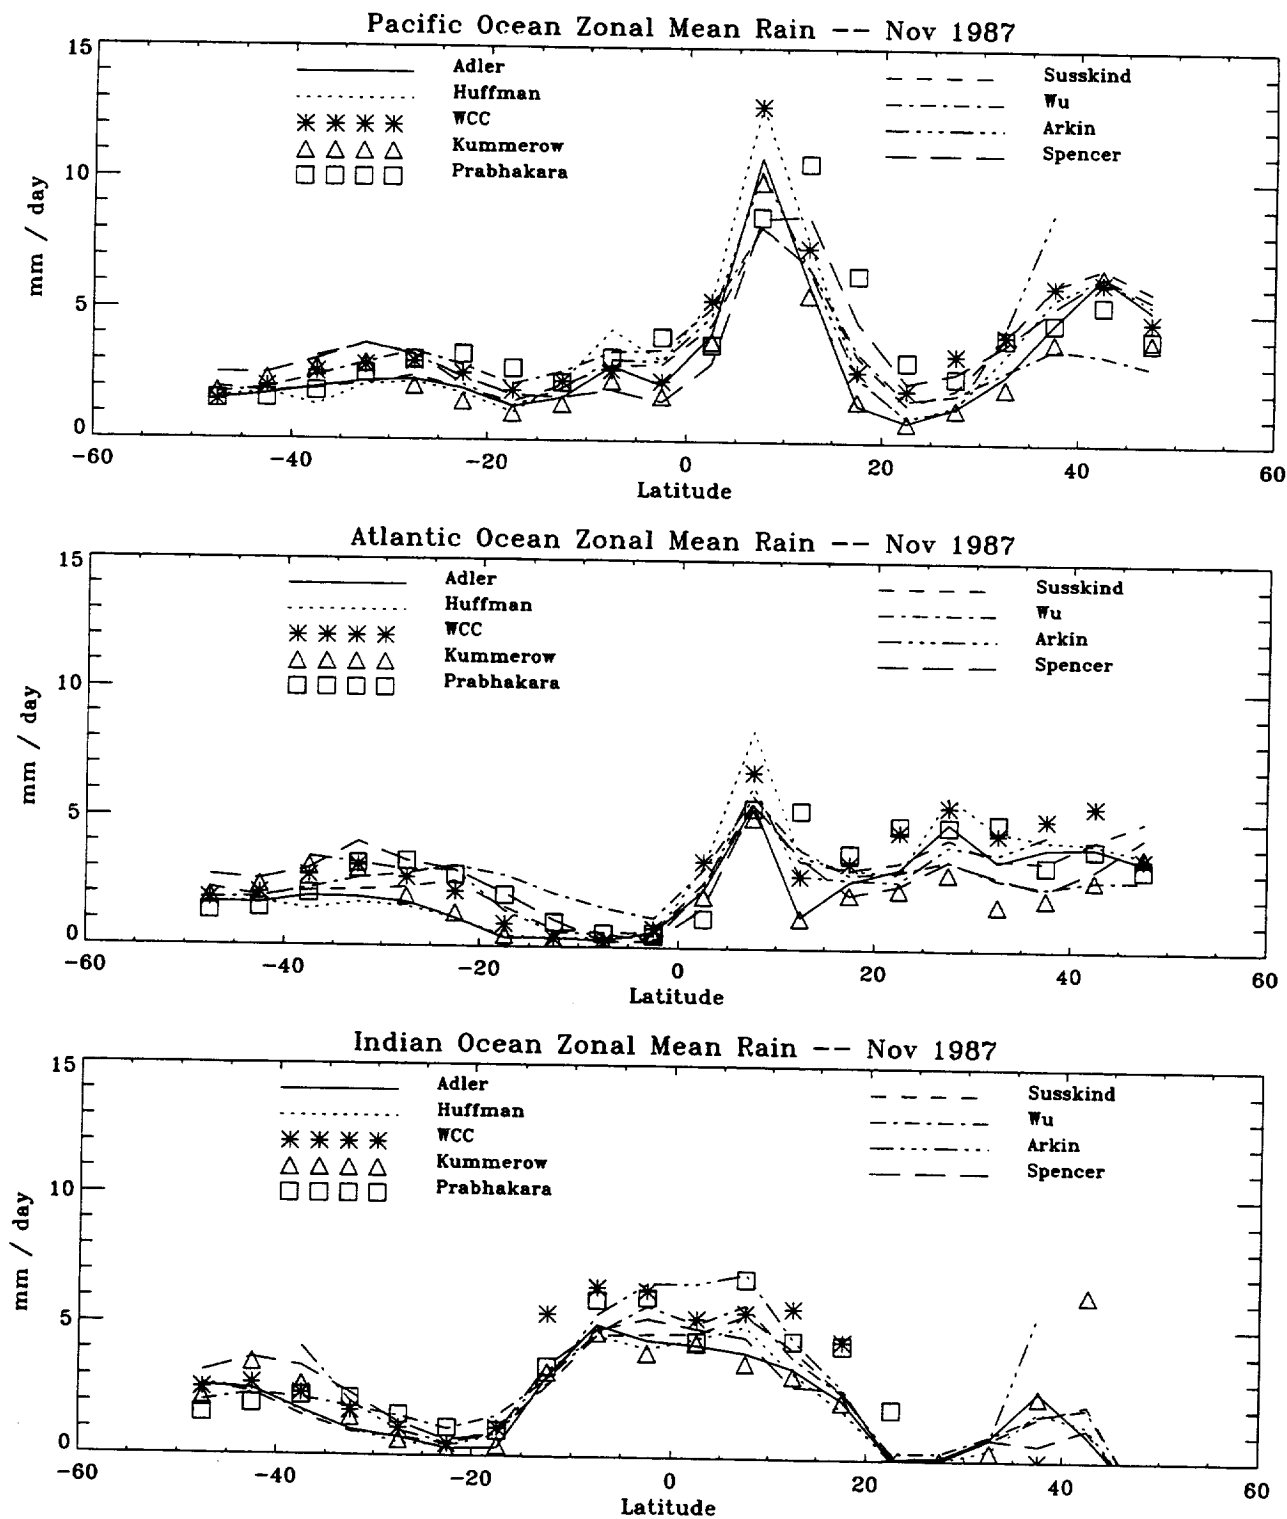 Pacific Ocean Zonal Mean Rain -- Nov 1987
15
10
5
0
mm / day
Adler
Huffman
WCC
Kummerow
Prabhakara
Susskind
Wu
Arkin
Spencer
-60 -40 -20 0 20 40 60
Latitude
Atlantic Ocean Zonal Mean Rain -- Nov 1987
15
10
5
0
mm / day
Adler
Huffman
WCC
Kummerow
Prabhakara
Susskind
Wu
Arkin
Spencer
-60 -40 -20 0 20 40 60
Latitude
Indian Ocean Zonal Mean Rain -- Nov 1987
15
10
5
0
mm / day
Adler
Huffman
WCC
Kummerow
Prabhakara
Susskind
Wu
Arkin
Spencer
-60 -40 -20 0 20 40 60
Latitude